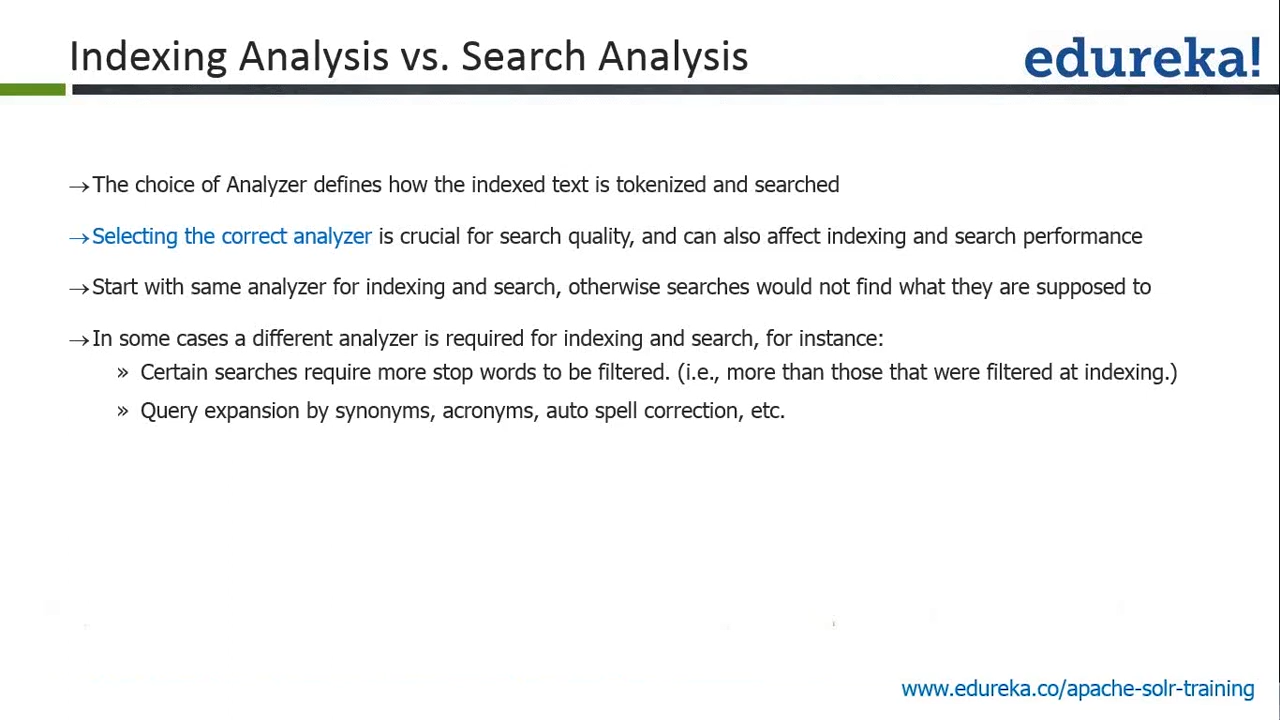 Indexing Analysis vs. Search Analysis
edureka!
→The choice of Analyzer defines how the indexed text is tokenized and searched
→Selecting the correct analyzer is crucial for search quality, and can also affect indexing and search performance
→Start with same analyzer for indexing and search, otherwise searches would not find what they are supposed to
→In some cases a different analyzer is required for indexing and search, for instance:
» Certain searches require more stop words to be filtered. (i.e., more than those that were filtered at indexing.)
» Query expansion by synonyms, acronyms, auto spell correction, etc.
www.edureka.co/apache-solr-training